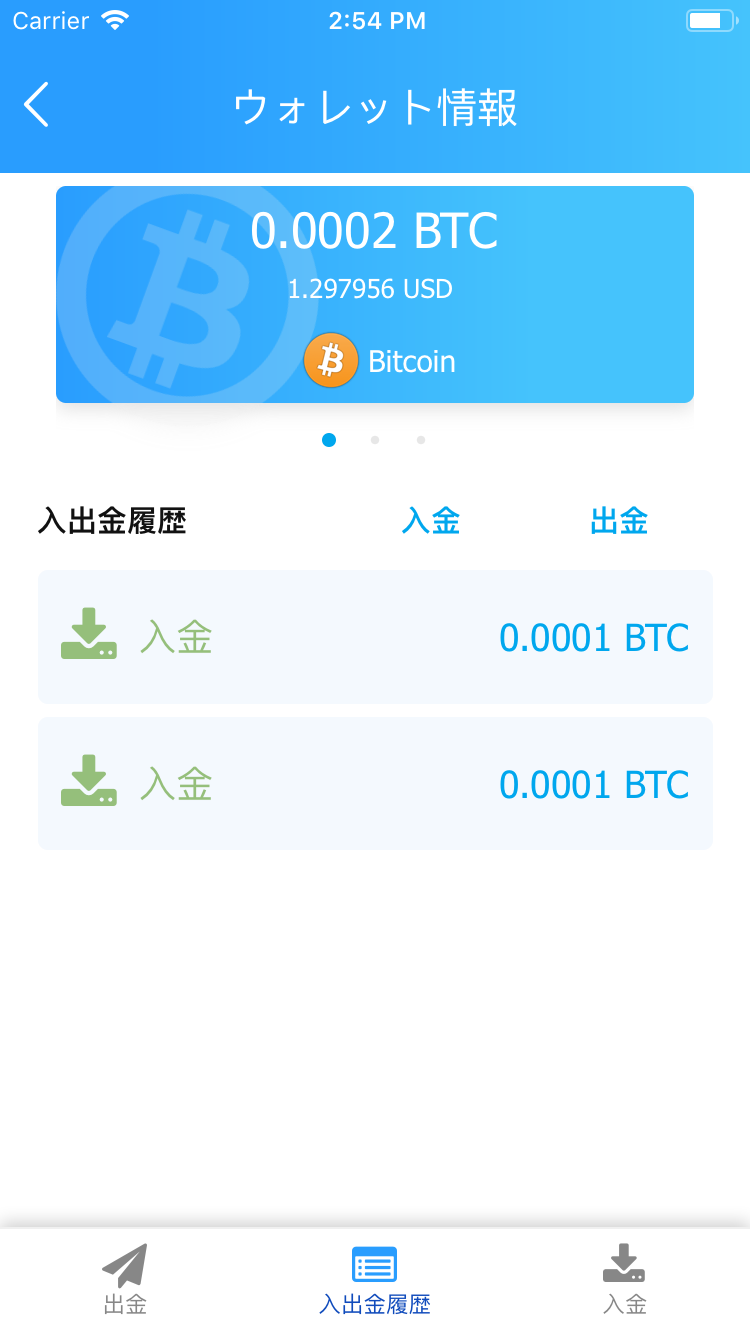 Carrier 2:54 PM
ウォレット情報
0.0002 BTC
1.297956 USD
Bitcoin
入出金履歴 入金 出金
入金 0.0001 BTC
入金 0.0001 BTC
出金 入出金履歴 入金